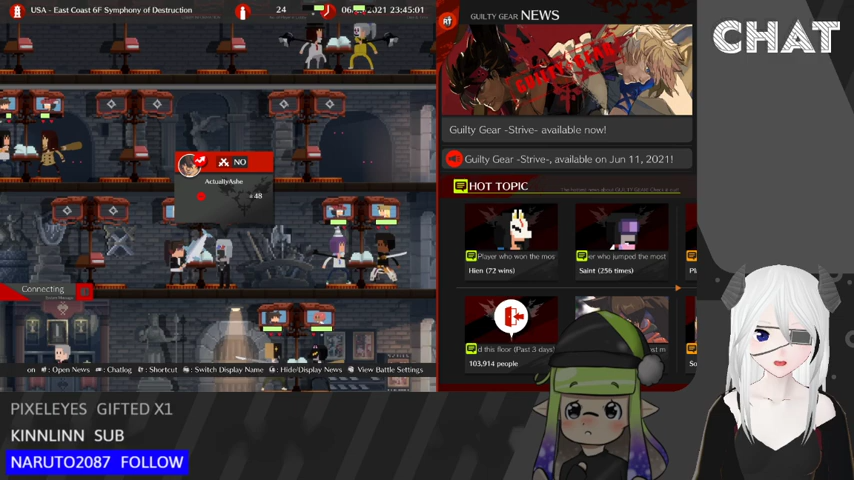 USA - East Coast 6F Symphony of Destruction
24
2021 23:45:01
GUILTY GEAR NEWS
CHAT
GUILTY GEAR
Guilty Gear -Strive- available now!
Guilty Gear -Strive-, available on Jun 11, 2021!
NO
ActuallyAshe
+48
HOT TOPIC
Player who won the mos
Hien (72 wins)
er who jumped the most
Saint (256 times)
Connecting
d this floor (Past 3 days
103,914 people
on : Open News : Chatlog : Shortcut : Switch Display Name : Hide/Display News View Battle Settings
PIXELEYES GIFTED X1
KINNLINN SUB
NARUTO2087 FOLLOW